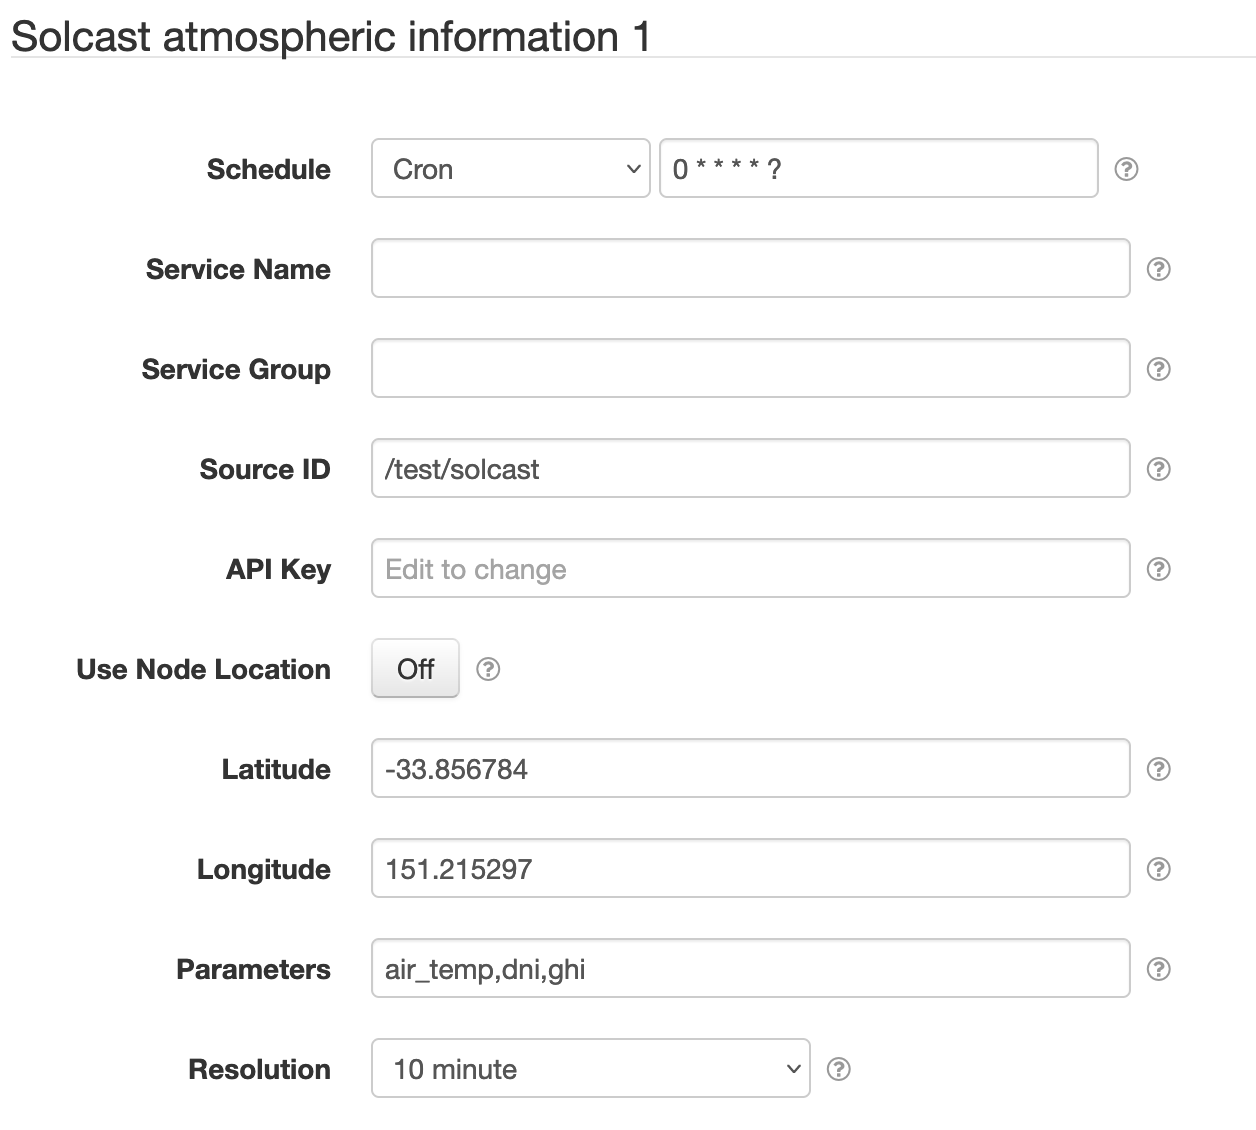 Solcast atmospheric information 1
Schedule Cron 0 * * * * ? ?
Service Name ?
Service Group ?
Source ID /test/solcast ?
API Key Edit to change ?
Use Node Location Off ?
Latitude -33.856784 ?
Longitude 151.215297 ?
Parameters air_temp,dni,ghi ?
Resolution 10 minute ?